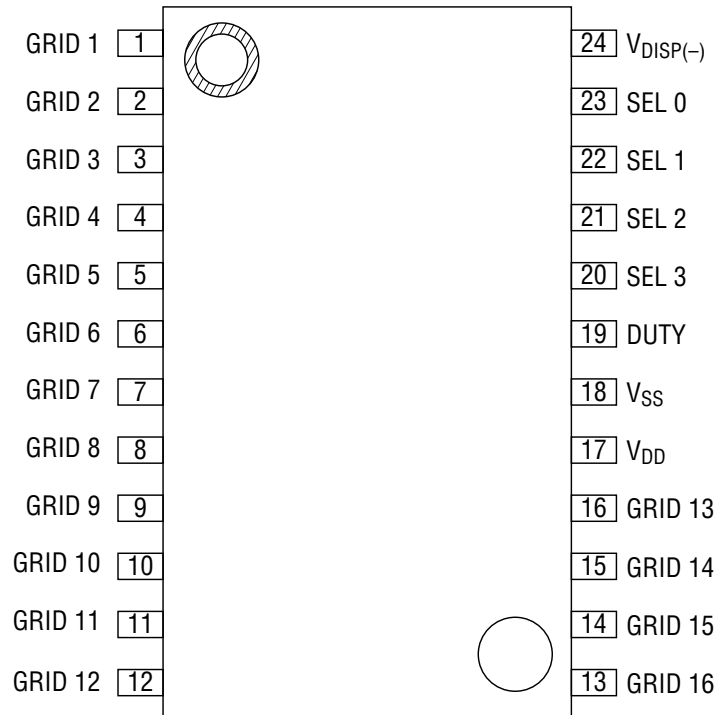 GRID 1 1 24 VDISP(–)
GRID 2 2 23 SEL 0
GRID 3 3 22 SEL 1
GRID 4 4 21 SEL 2
GRID 5 5 20 SEL 3
GRID 6 6 19 DUTY
GRID 7 7 18 VSS
GRID 8 8 17 VDD
GRID 9 9 16 GRID 13
GRID 10 10 15 GRID 14
GRID 11 11 14 GRID 15
GRID 12 12 13 GRID 16